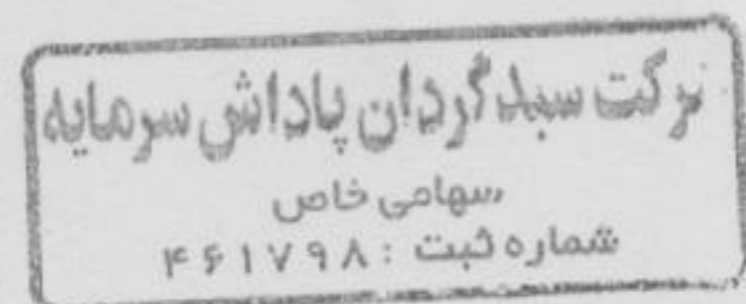 شرکت سبدگردان پاداش سرمایه
سهامی خاص
شماره ثبت : ۴۶۱۷۹۸